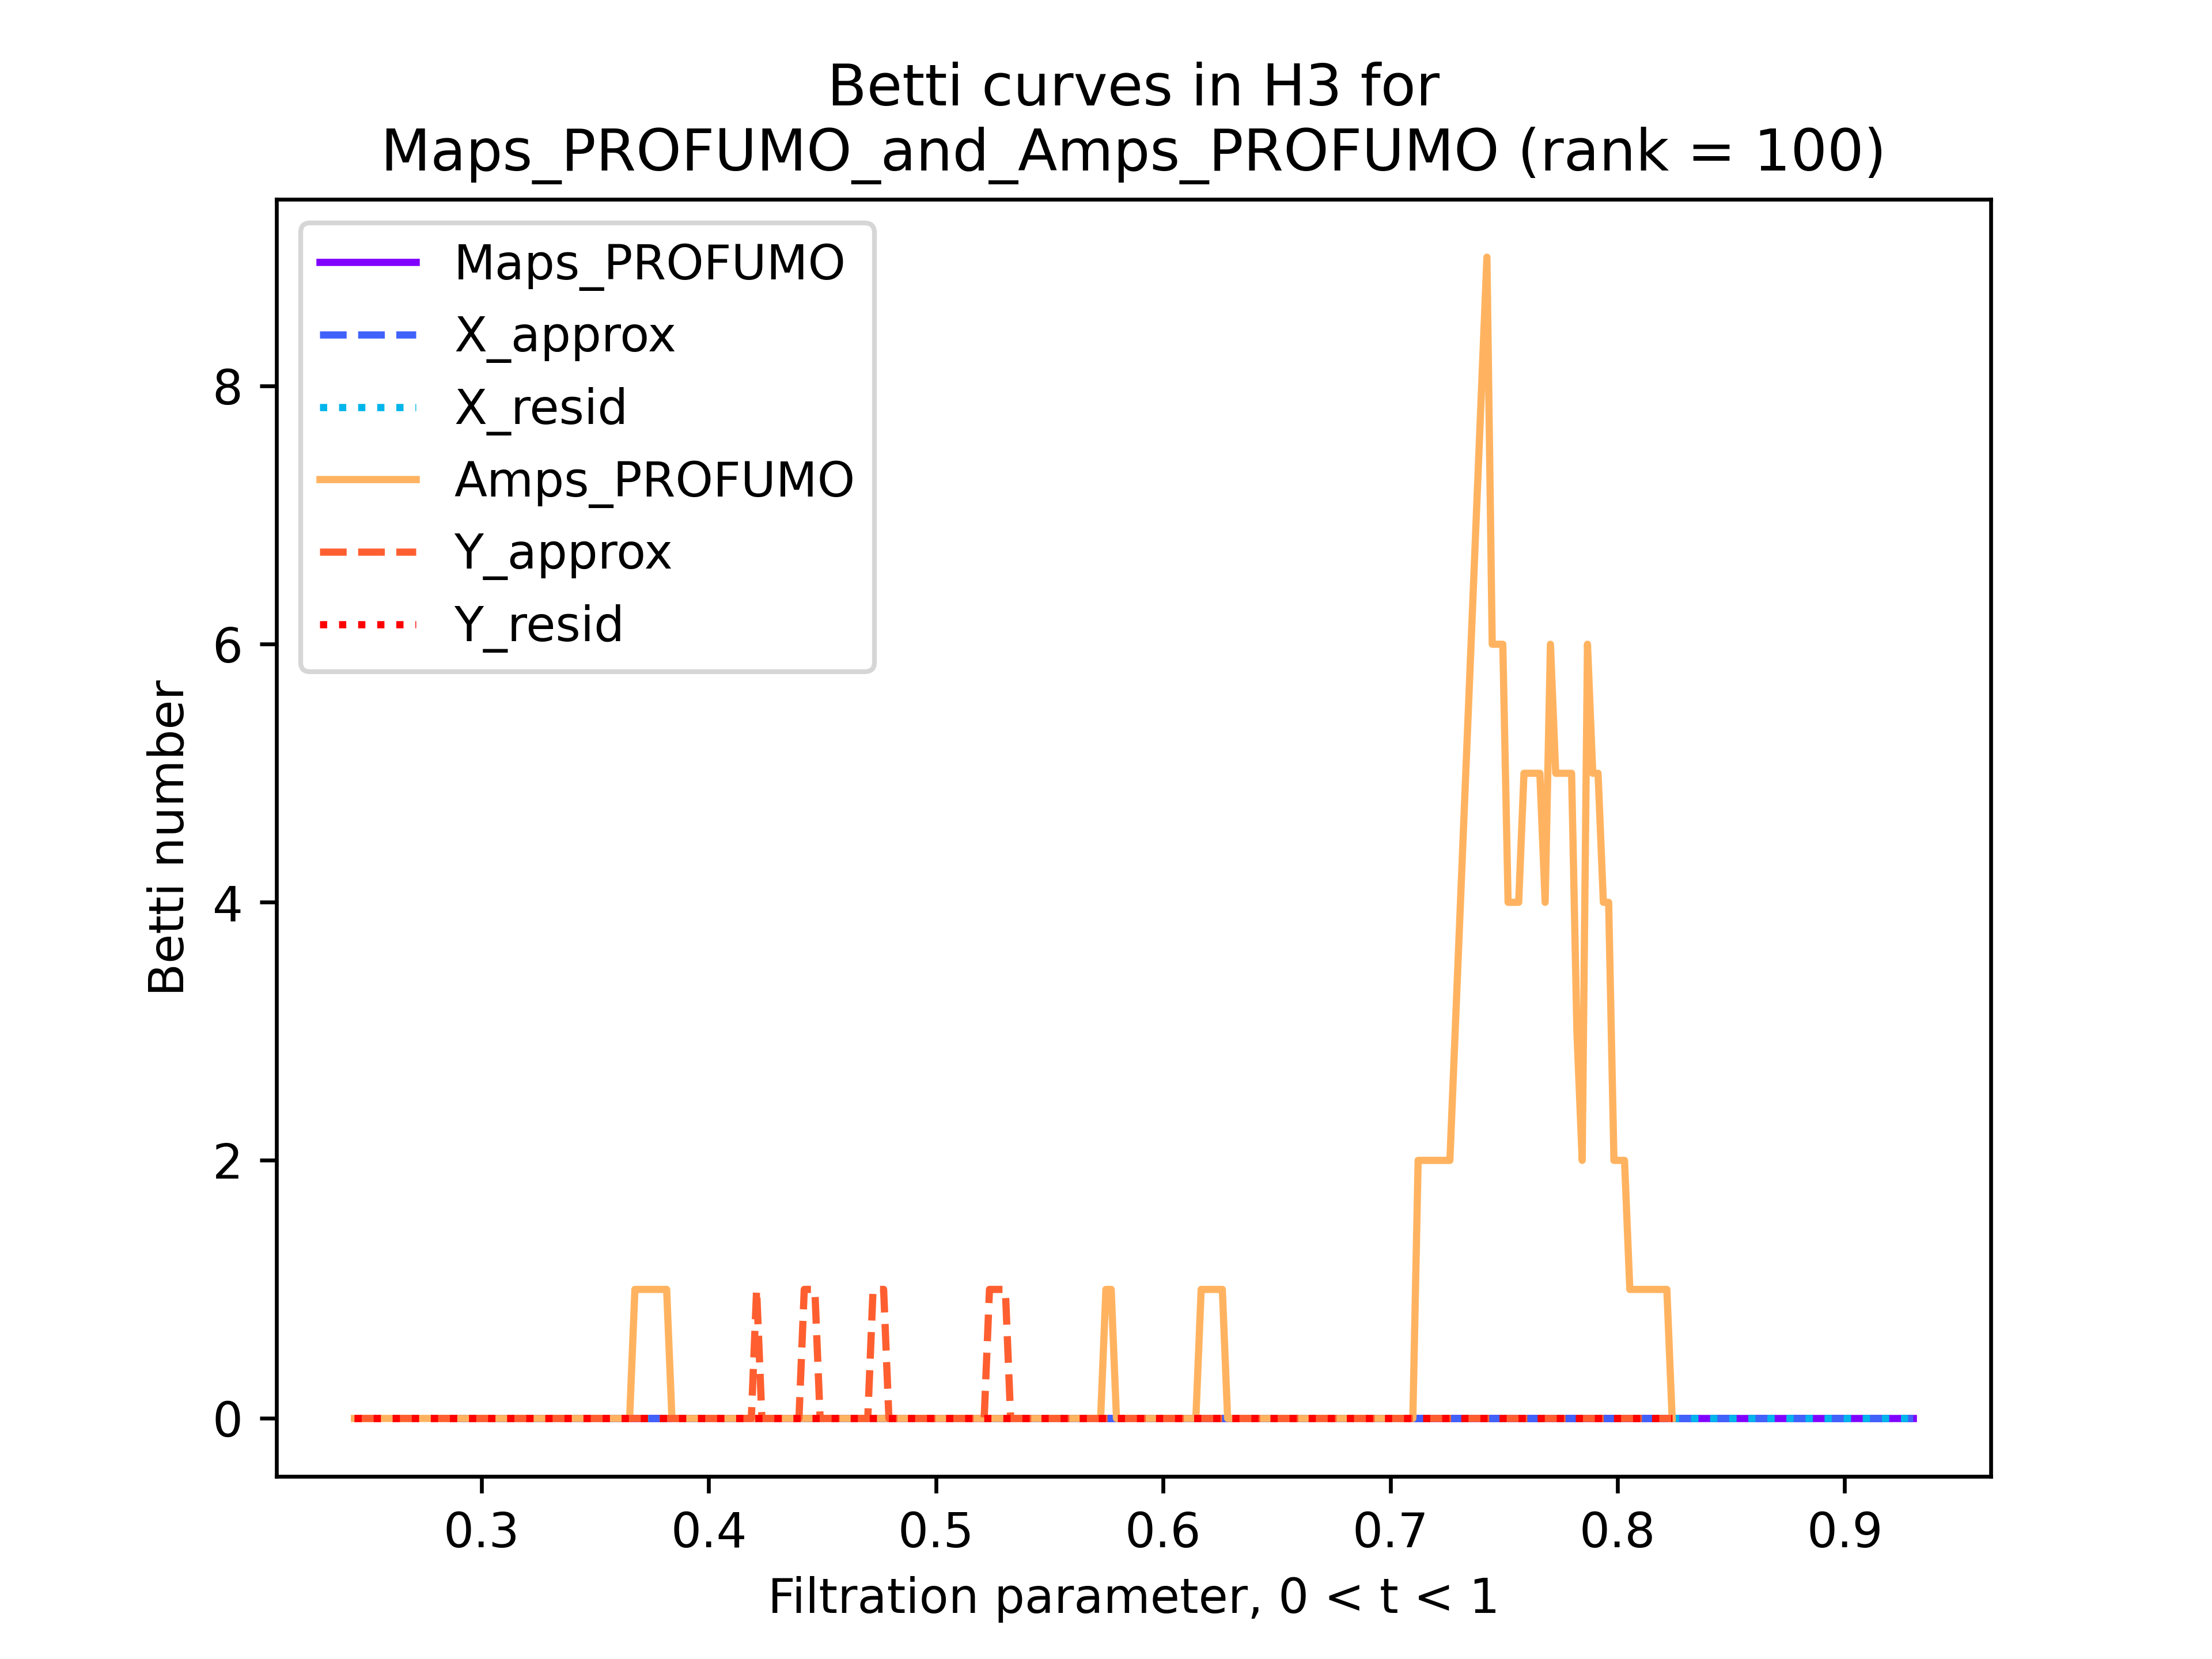 Betti curves in H3 for
Maps_PROFUMO_and_Amps_PROFUMO (rank = 100)
Maps_PROFUMO
X_approx
X_resid
Amps_PROFUMO
Y_approx
Y_resid
Betti number
8
6
4
2
0
0.3 0.4 0.5 0.6 0.7 0.8 0.9
Filtration parameter, 0 < t < 1